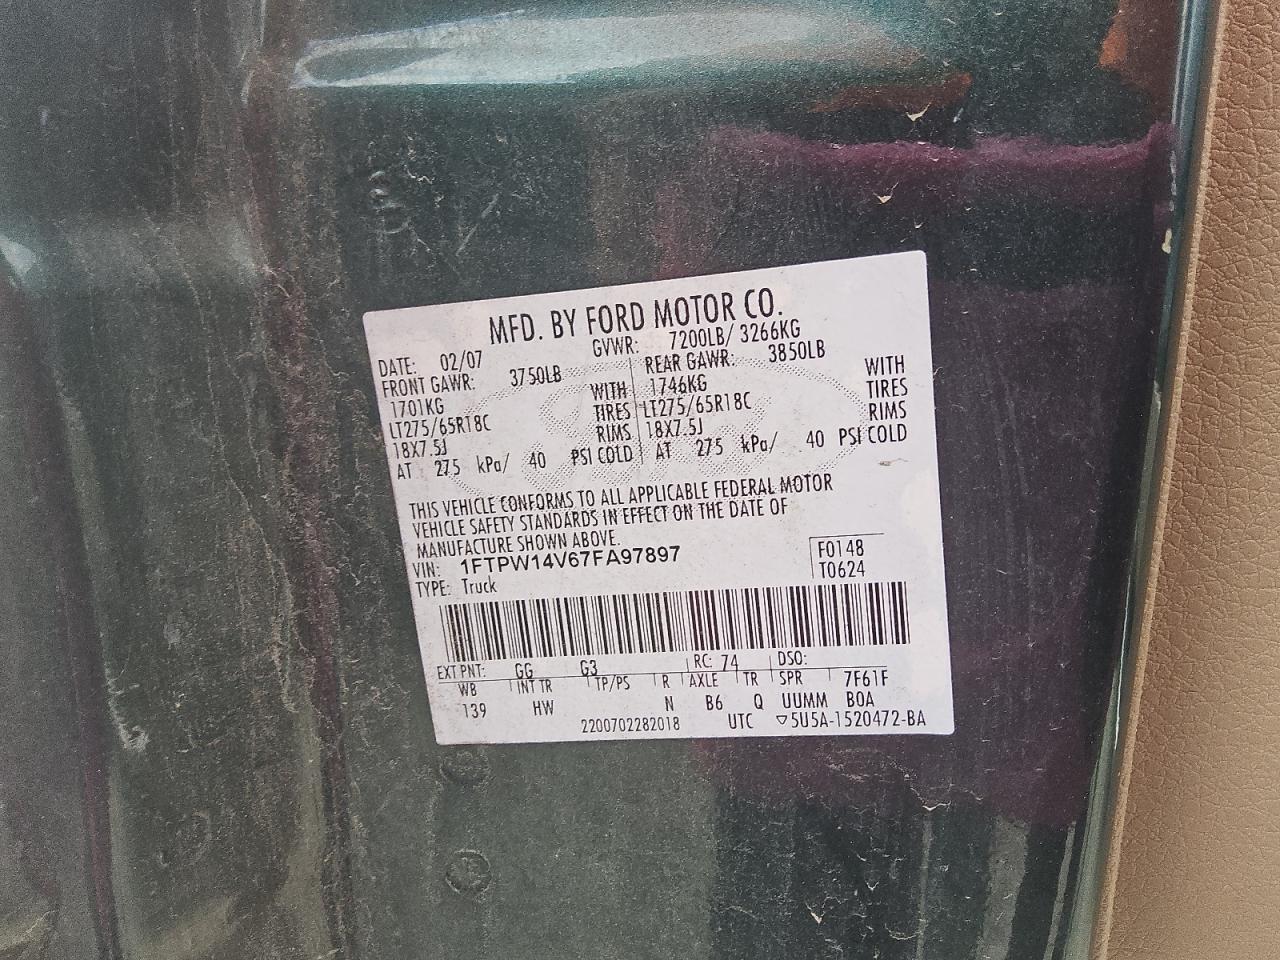 MFD. BY FORD MOTOR CO.
DATE: 02/07 GVWR: 7200LB/ 3266KG
FRONT GAWR: 3750LB REAR GAWR: 3850LB
1701KG WITH 1746KG WITH
LT275/65R18C TIRES LT275/65R18C TIRES
18X7.5J RIMS 18X7.5J RIMS
AT 275 kPa/ 40 PSI COLD AT 275 kPa/ 40 PSI COLD
THIS VEHICLE CONFORMS TO ALL APPLICABLE FEDERAL MOTOR
VEHICLE SAFETY STANDARDS IN EFFECT ON THE DATE OF
MANUFACTURE SHOWN ABOVE.
VIN: 1FTPW14V67FA97897 F0148
TYPE: Truck T0624
EXT PNT: GG G3 RC: 74 DSO:
WB INT TR TP/PS R AXLE TR SPR 7F61F
139 HW N B6 Q UUMM B0A
2200702282018 UTC ▽5U5A-1520472-BA